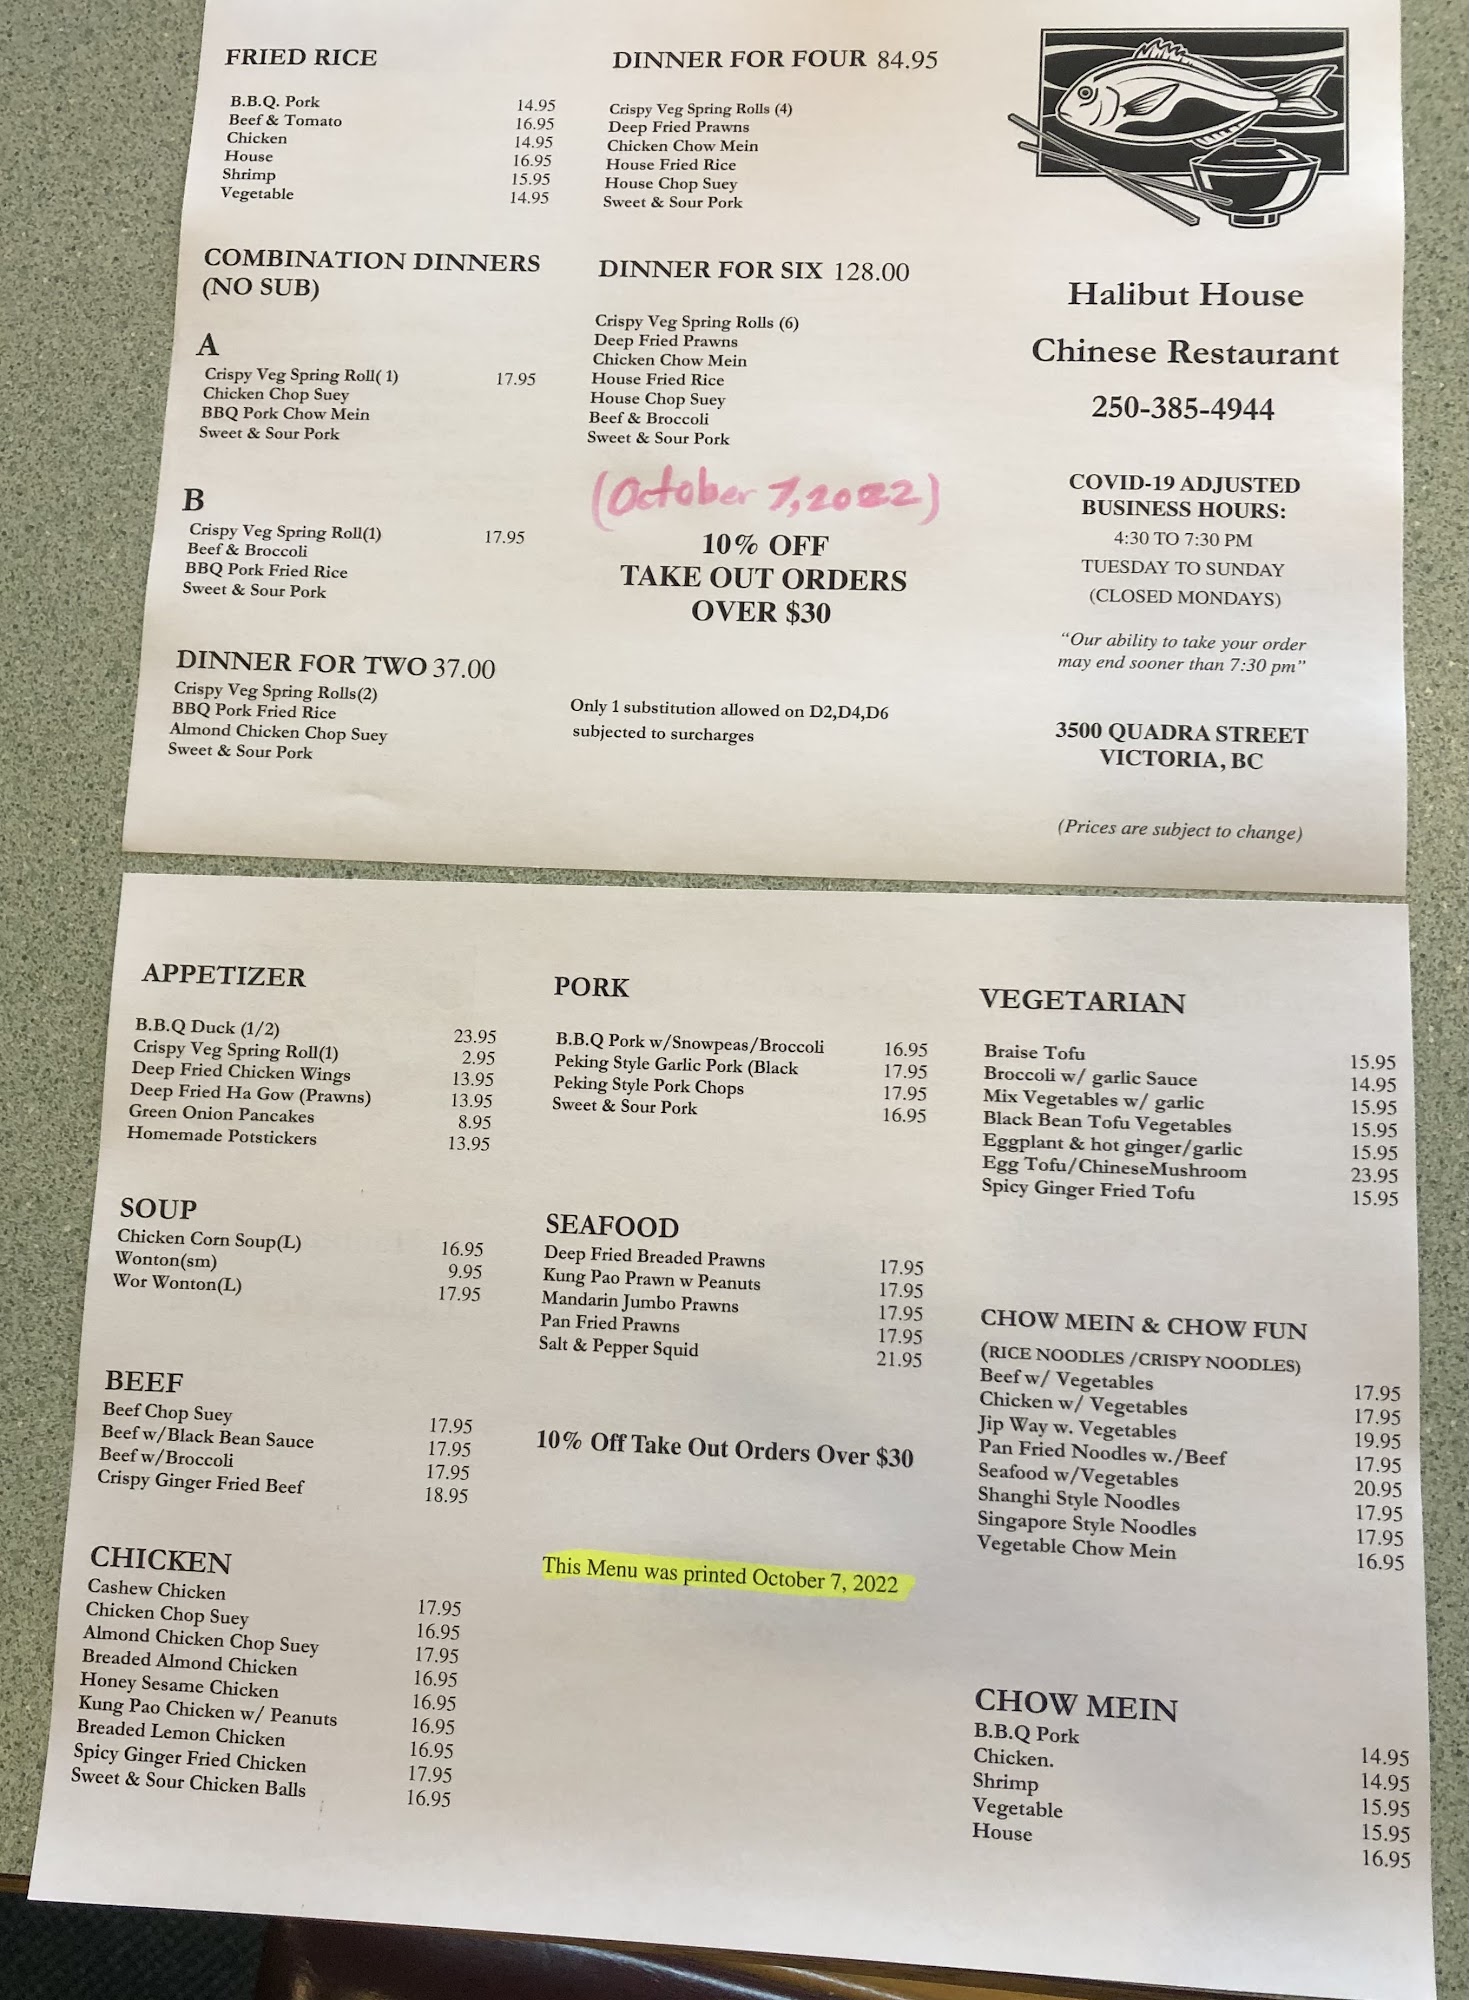 FRIED RICE
B.B.Q. Pork 14.95
Beef & Tomato 16.95
Chicken 14.95
House 16.95
Shrimp 15.95
Vegetable 14.95
COMBINATION DINNERS
(NO SUB)
A
Crispy Veg Spring Roll( 1) 17.95
Chicken Chop Suey
BBQ Pork Chow Mein
Sweet & Sour Pork
B
Crispy Veg Spring Roll(1) 17.95
Beef & Broccoli
BBQ Pork Fried Rice
Sweet & Sour Pork
DINNER FOR TWO 37.00
Crispy Veg Spring Rolls(2)
BBQ Pork Fried Rice
Almond Chicken Chop Suey
Sweet & Sour Pork
DINNER FOR FOUR 84.95
Crispy Veg Spring Rolls (4)
Deep Fried Prawns
Chicken Chow Mein
House Fried Rice
House Chop Suey
Sweet & Sour Pork
DINNER FOR SIX 128.00
Crispy Veg Spring Rolls (6)
Deep Fried Prawns
Chicken Chow Mein
House Fried Rice
House Chop Suey
Beef & Broccoli
Sweet & Sour Pork
(October 7, 2022)
10% OFF
TAKE OUT ORDERS
OVER $30
Only 1 substitution allowed on D2,D4,D6
subjected to surcharges
Halibut House
Chinese Restaurant
250-385-4944
COVID-19 ADJUSTED
BUSINESS HOURS:
4:30 TO 7:30 PM
TUESDAY TO SUNDAY
(CLOSED MONDAYS)
"Our ability to take your order
may end sooner than 7:30 pm"
3500 QUADRA STREET
VICTORIA, BC
(Prices are subject to change)
APPETIZER
B.B.Q Duck (1/2) 23.95
Crispy Veg Spring Roll(1) 2.95
Deep Fried Chicken Wings 13.95
Deep Fried Ha Gow (Prawns) 13.95
Green Onion Pancakes 8.95
Homemade Potstickers 13.95
SOUP
Chicken Corn Soup(L) 16.95
Wonton(sm) 9.95
Wor Wonton(L) 17.95
BEEF
Beef Chop Suey 17.95
Beef w/Black Bean Sauce 17.95
Beef w/Broccoli 17.95
Crispy Ginger Fried Beef 18.95
CHICKEN
Cashew Chicken 17.95
Chicken Chop Suey 16.95
Almond Chicken Chop Suey 17.95
Breaded Almond Chicken 16.95
Honey Sesame Chicken 16.95
Kung Pao Chicken w/ Peanuts 16.95
Breaded Lemon Chicken 16.95
Spicy Ginger Fried Chicken 17.95
Sweet & Sour Chicken Balls 16.95
PORK
B.B.Q Pork w/Snowpeas/Broccoli 16.95
Peking Style Garlic Pork (Black 17.95
Peking Style Pork Chops 17.95
Sweet & Sour Pork 16.95
SEAFOOD
Deep Fried Breaded Prawns 17.95
Kung Pao Prawn w Peanuts 17.95
Mandarin Jumbo Prawns 17.95
Pan Fried Prawns 17.95
Salt & Pepper Squid 21.95
10% Off Take Out Orders Over $30
This Menu was printed October 7, 2022
VEGETARIAN
Braise Tofu 15.95
Broccoli w/ garlic Sauce 14.95
Mix Vegetables w/ garlic 15.95
Black Bean Tofu Vegetables 15.95
Eggplant & hot ginger/garlic 15.95
Egg Tofu/ChineseMushroom 23.95
Spicy Ginger Fried Tofu 15.95
CHOW MEIN & CHOW FUN
(RICE NOODLES /CRISPY NOODLES)
Beef w/ Vegetables 17.95
Chicken w/ Vegetables 17.95
Jip Way w. Vegetables 19.95
Pan Fried Noodles w./Beef 17.95
Seafood w/Vegetables 20.95
Shanghi Style Noodles 17.95
Singapore Style Noodles 17.95
Vegetable Chow Mein 16.95
CHOW MEIN
B.B.Q Pork 14.95
Chicken. 14.95
Shrimp 15.95
Vegetable 15.95
House 16.95